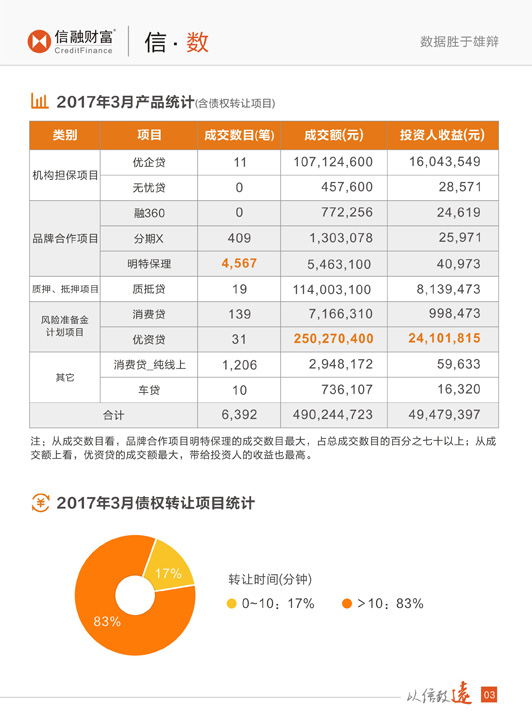 信融财富®
CreditFinance
信·数
数据胜于雄辩
2017年3月产品统计(含债权转让项目)
类别 项目 成交数目(笔) 成交额(元) 投资人收益(元)
机构担保项目 优企贷 11 107,124,600 16,043,549
无忧贷 0 457,600 28,571
品牌合作项目 融360 0 772,256 24,619
分期X 409 1,303,078 25,971
明特保理 4,567 5,463,100 40,973
质押、抵押项目 质抵贷 19 114,003,100 8,139,473
风险准备金
计划项目
消费贷 139 7,166,310 998,473
优资贷 31 250,270,400 24,101,815
其它 消费贷_纯线上 1,206 2,948,172 59,633
车贷 10 736,107 16,320
合计 6,392 490,244,723 49,479,397
注：从成交数目看，品牌合作项目明特保理的成交数目最大，占总成交数目的百分之七十以上；从成
交额上看，优资贷的成交额最大，带给投资人的收益也最高。
¥ 2017年3月债权转让项目统计
17%
83%
转让时间(分钟)
0~10：17% >10：83%
以信致远 03